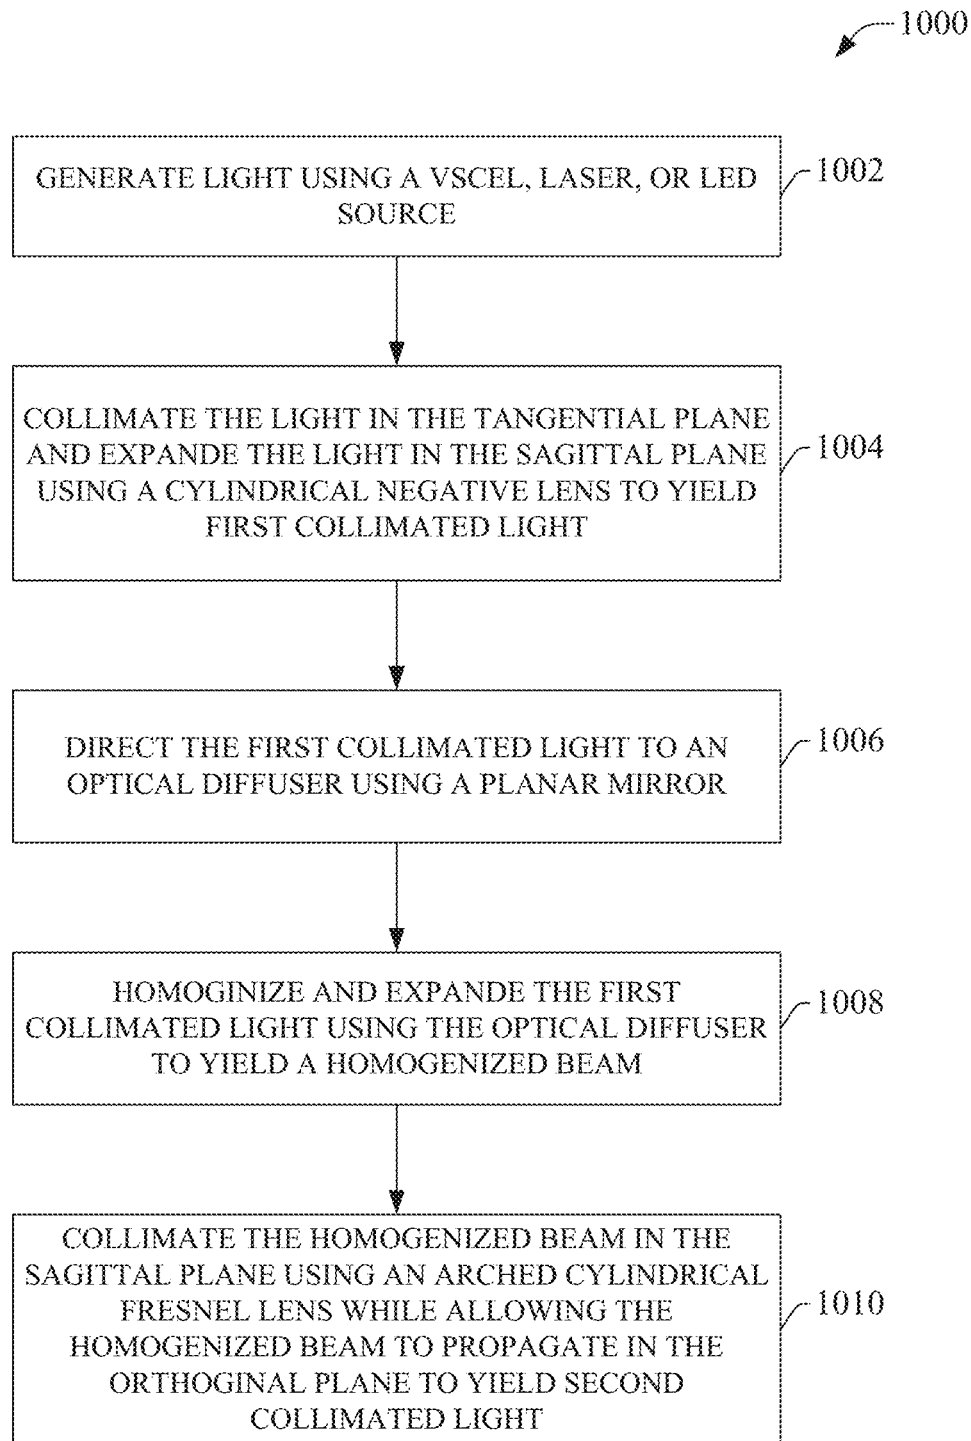 1000
GENERATE LIGHT USING A VSCEL, LASER, OR LED
SOURCE
1002
COLLIMATE THE LIGHT IN THE TANGENTIAL PLANE
AND EXPANDE THE LIGHT IN THE SAGITTAL PLANE
USING A CYLINDRICAL NEGATIVE LENS TO YIELD
FIRST COLLIMATED LIGHT
1004
DIRECT THE FIRST COLLIMATED LIGHT TO AN
OPTICAL DIFFUSER USING A PLANAR MIRROR
1006
HOMOGINIZE AND EXPANDE THE FIRST
COLLIMATED LIGHT USING THE OPTICAL DIFFUSER
TO YIELD A HOMOGENIZED BEAM
1008
COLLIMATE THE HOMOGENIZED BEAM IN THE
SAGITTAL PLANE USING AN ARCHED CYLINDRICAL
FRESNEL LENS WHILE ALLOWING THE
HOMOGENIZED BEAM TO PROPAGATE IN THE
ORTHOGINAL PLANE TO YIELD SECOND
COLLIMATED LIGHT
1010